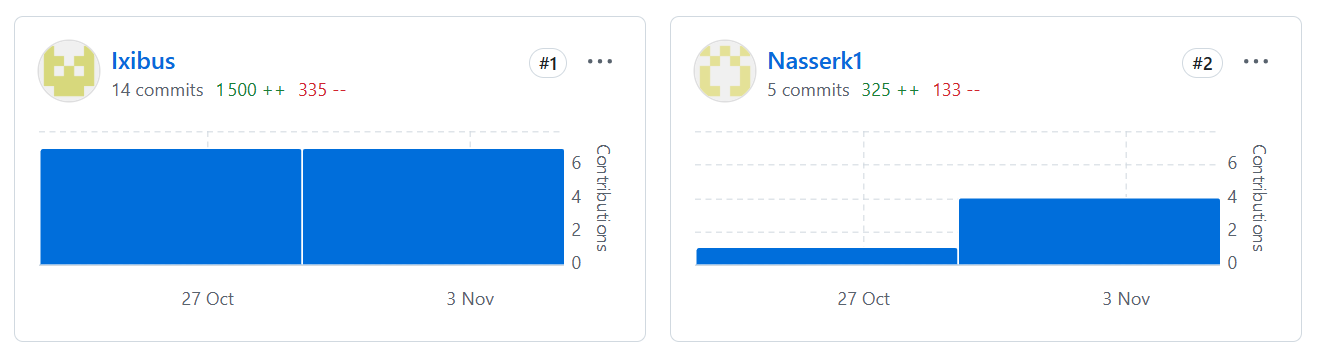 Ixibus
#1
14 commits 1 500 ++ 335 --
Contributions
6
4
2
0
27 Oct 3 Nov
Nasserk1
#2
5 commits 325 ++ 133 --
Contributions
6
4
2
0
27 Oct 3 Nov